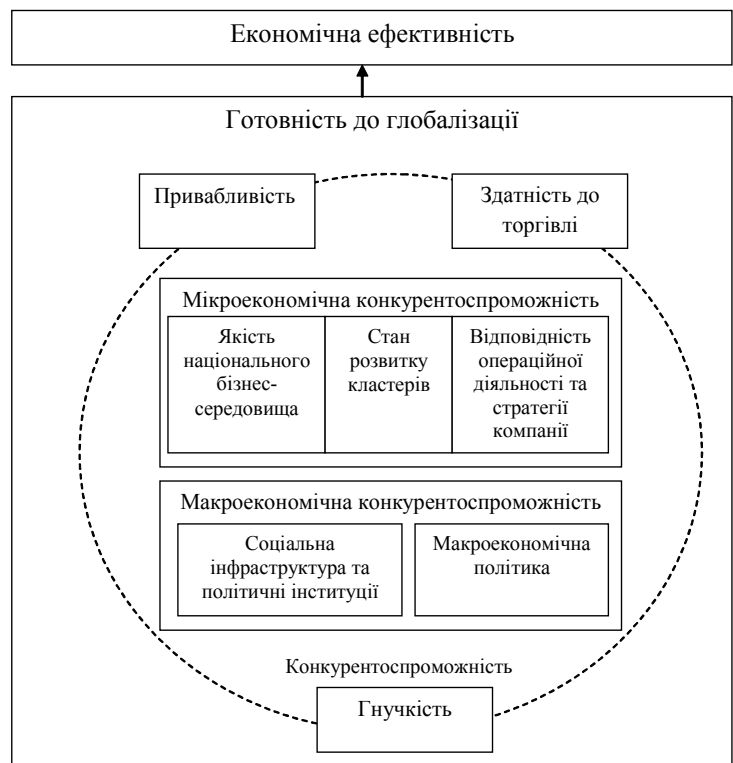 Економічна ефективність
Готовність до глобалізації
Привабливість
Здатність до
торгівлі
Мікроекономічна конкурентоспроможність
Якість
національного
бізнес-
середовища
Стан
розвитку
кластерів
Відповідність
операційної
діяльності та
стратегії
компанії
Макроекономічна конкурентоспроможність
Соціальна
інфраструктура та
політичні інституції
Макроекономічна
політика
Конкурентоспроможність
Гнучкість